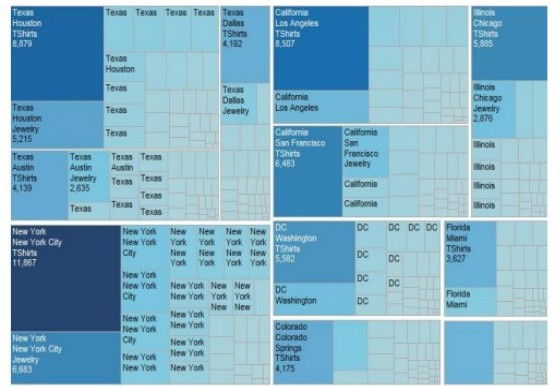 Texas
Houston
TShirts
8,879
Texas
Texas
Texas
Texas
Texas
Houston
Texas
Texas
Texas
Texas
Houston
Jewelry
5,215
Texas
Dallas
TShirts
4,192
Texas
Dallas
Jewelry
Texas
Austin
TShirts
4,139
Texas
Austin
Jewelry
2,635
Texas
Texas
Austin
Texas
Texas
Texas
Texas
California
Los Angeles
TShirts
8,507
California
Los Angeles
California
San Francisco
TShirts
6,483
California
San
Francisco
Jewelry
California
California
Illinois
Chicago
TShirts
5,885
Illinois
Chicago
Jewelry
2,876
Illinois
Illinois
Illinois
Illinois
New York
New York City
TShirts
11,867
New York
New York City
Jewelry
6,683
New York
New York
City
New York
New York
City
New York
New York
City
New York
New York
New York
New York
New
York
New
York
New
York
New
York
New
York
New
York
New
York
New
York
New York
New York
New York
New York
New York
New York
New York
New York
New
York
New
New
York
New
DC
Washington
TShirts
5,582
DC
Washington
DC
DC
DC
DC
DC
DC
DC
DC
Florida
Miami
TShirts
3,627
Florida
Miami
Colorado
Colorado
Springs
TShirts
4,175